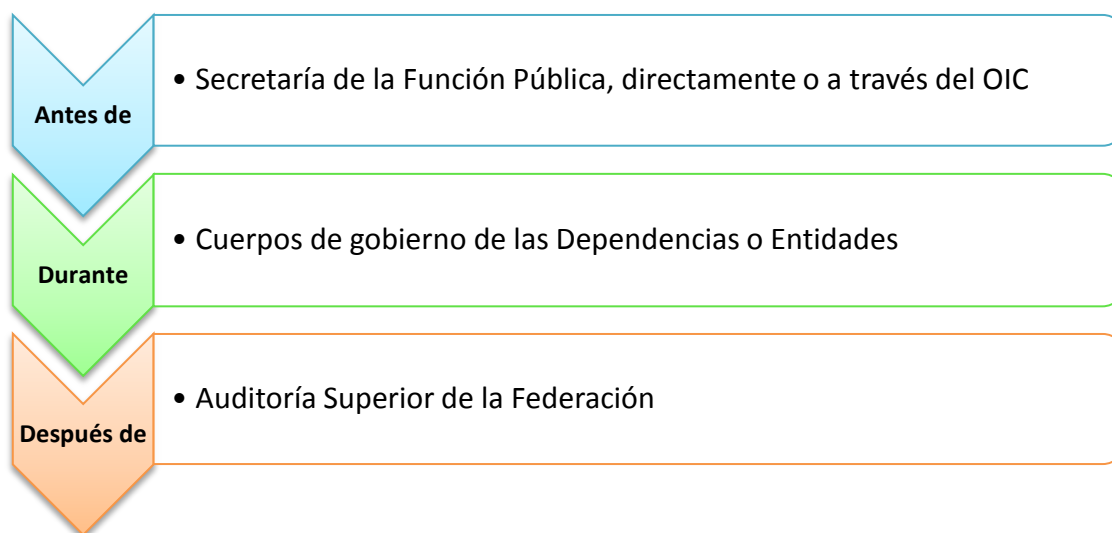 Antes de
• Secretaría de la Función Pública, directamente o a través del OIC
Durante
• Cuerpos de gobierno de las Dependencias o Entidades
Después de
• Auditoría Superior de la Federación